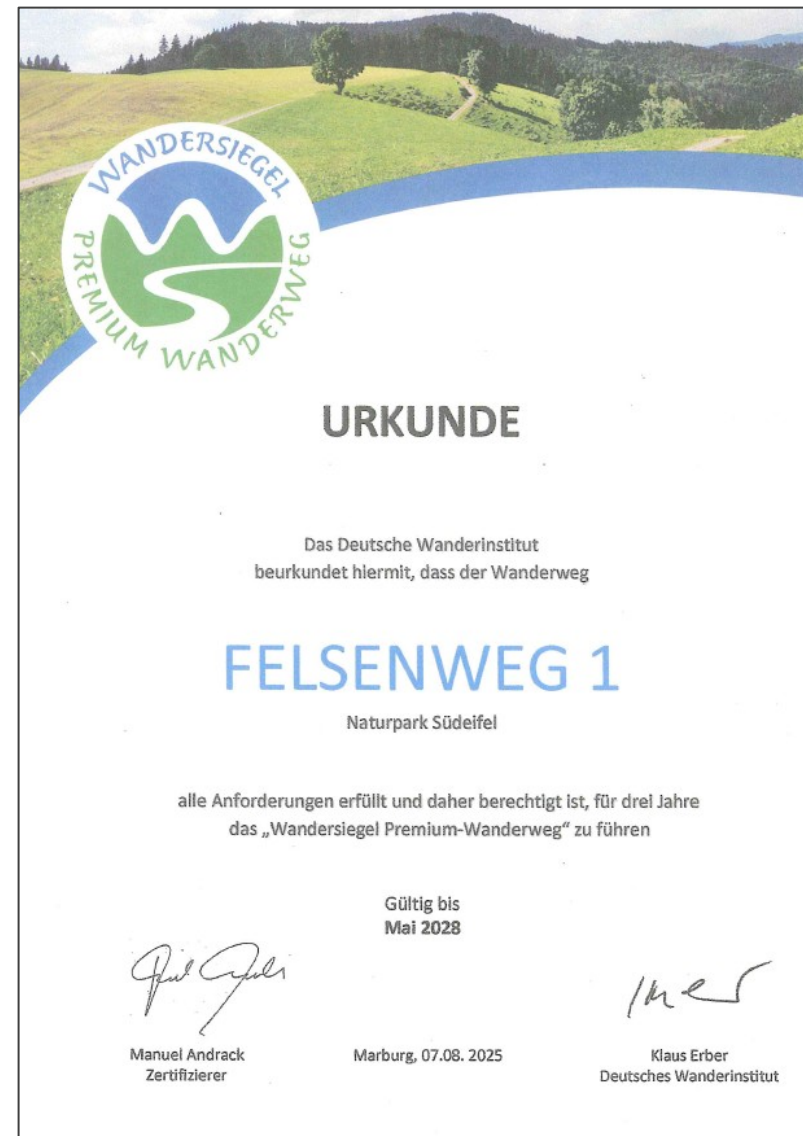 WANDERSIEGEL
PREMIUM WANDERWEG
URKUNDE
Das Deutsche Wanderinstitut
beurkundet hiermit, dass der Wanderweg
FELSENWEG 1
Naturpark Südeifel
alle Anforderungen erfüllt und daher berechtigt ist, für drei Jahre
das „Wandersiegel Premium-Wanderweg“ zu führen
Gültig bis
Mai 2028
Manuel Andrack
Zertifizierer
Marburg, 07.08. 2025
Klaus Erber
Deutsches Wanderinstitut